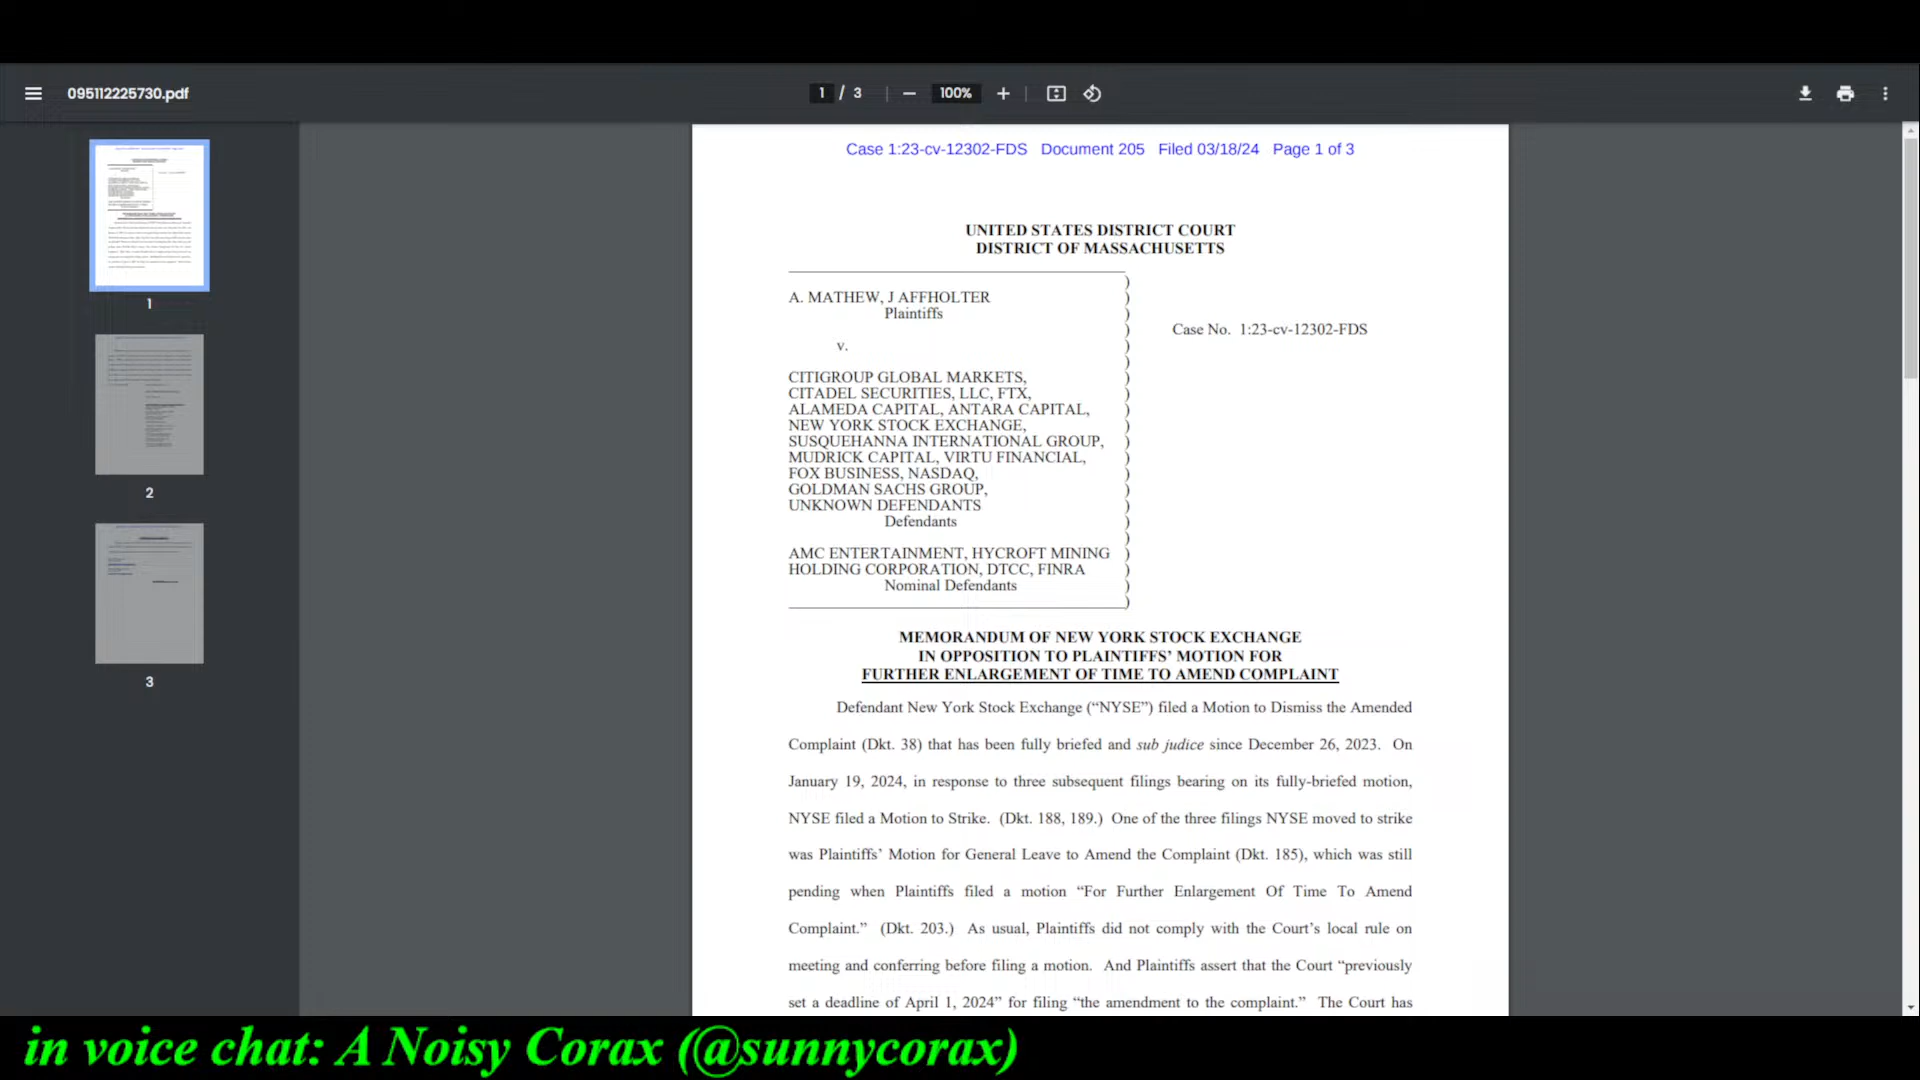 095112225730.pdf
1 / 3
100%
1
2
3
Case 1:23-cv-12302-FDS Document 205 Filed 03/18/24 Page 1 of 3
UNITED STATES DISTRICT COURT
DISTRICT OF MASSACHUSETTS
A. MATHEW, J AFFHOLTER
Plaintiffs
v.
CITIGROUP GLOBAL MARKETS,
CITADEL SECURITIES, LLC, FTX,
ALAMEDA CAPITAL, ANTARA CAPITAL,
NEW YORK STOCK EXCHANGE,
SUSQUEHANNA INTERNATIONAL GROUP,
MUDRICK CAPITAL, VIRTU FINANCIAL,
FOX BUSINESS, NASDAQ,
GOLDMAN SACHS GROUP,
UNKNOWN DEFENDANTS
Defendants
AMC ENTERTAINMENT, HYCROFT MINING
HOLDING CORPORATION, DTCC, FINRA
Nominal Defendants
Case No. 1:23-cv-12302-FDS
MEMORANDUM OF NEW YORK STOCK EXCHANGE
IN OPPOSITION TO PLAINTIFFS’ MOTION FOR
FURTHER ENLARGEMENT OF TIME TO AMEND COMPLAINT
Defendant New York Stock Exchange (“NYSE”) filed a Motion to Dismiss the Amended
Complaint (Dkt. 38) that has been fully briefed and sub judice since December 26, 2023. On
January 19, 2024, in response to three subsequent filings bearing on its fully-briefed motion,
NYSE filed a Motion to Strike. (Dkt. 188, 189.) One of the three filings NYSE moved to strike
was Plaintiffs’ Motion for General Leave to Amend the Complaint (Dkt. 185), which was still
pending when Plaintiffs filed a motion “For Further Enlargement Of Time To Amend
Complaint.” (Dkt. 203.) As usual, Plaintiffs did not comply with the Court’s local rule on
meeting and conferring before filing a motion. And Plaintiffs assert that the Court “previously
set a deadline of April 1, 2024” for filing “the amendment to the complaint.” The Court has
in voice chat: A Noisy Corax (@sunnycorax)